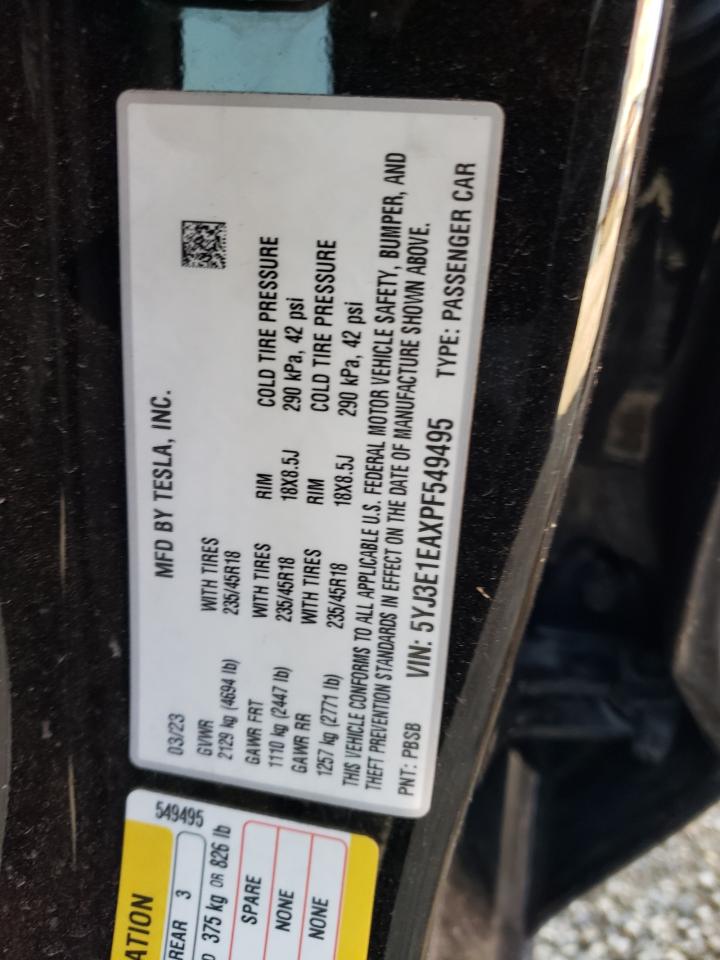 MFD BY TESLA, INC.
03/23
GVWR WITH TIRES
2129 kg (4694 lb) 235/45R18
GAWR FRT WITH TIRES RIM COLD TIRE PRESSURE
1110 kg (2447 lb) 235/45R18 18X8.5J 290 kPa, 42 psi
GAWR RR WITH TIRES RIM COLD TIRE PRESSURE
1257 kg (2771 lb) 235/45R18 18X8.5J 290 kPa, 42 psi
THIS VEHICLE CONFORMS TO ALL APPLICABLE U.S. FEDERAL MOTOR VEHICLE SAFETY, BUMPER, AND
THEFT PREVENTION STANDARDS IN EFFECT ON THE DATE OF MANUFACTURE SHOWN ABOVE.
PNT: PBSB VIN: 5YJ3E1EAXPF549495 TYPE: PASSENGER CAR
549495
ATION
REAR 3
D 375 kg OR 826 lb
SPARE
NONE
NONE